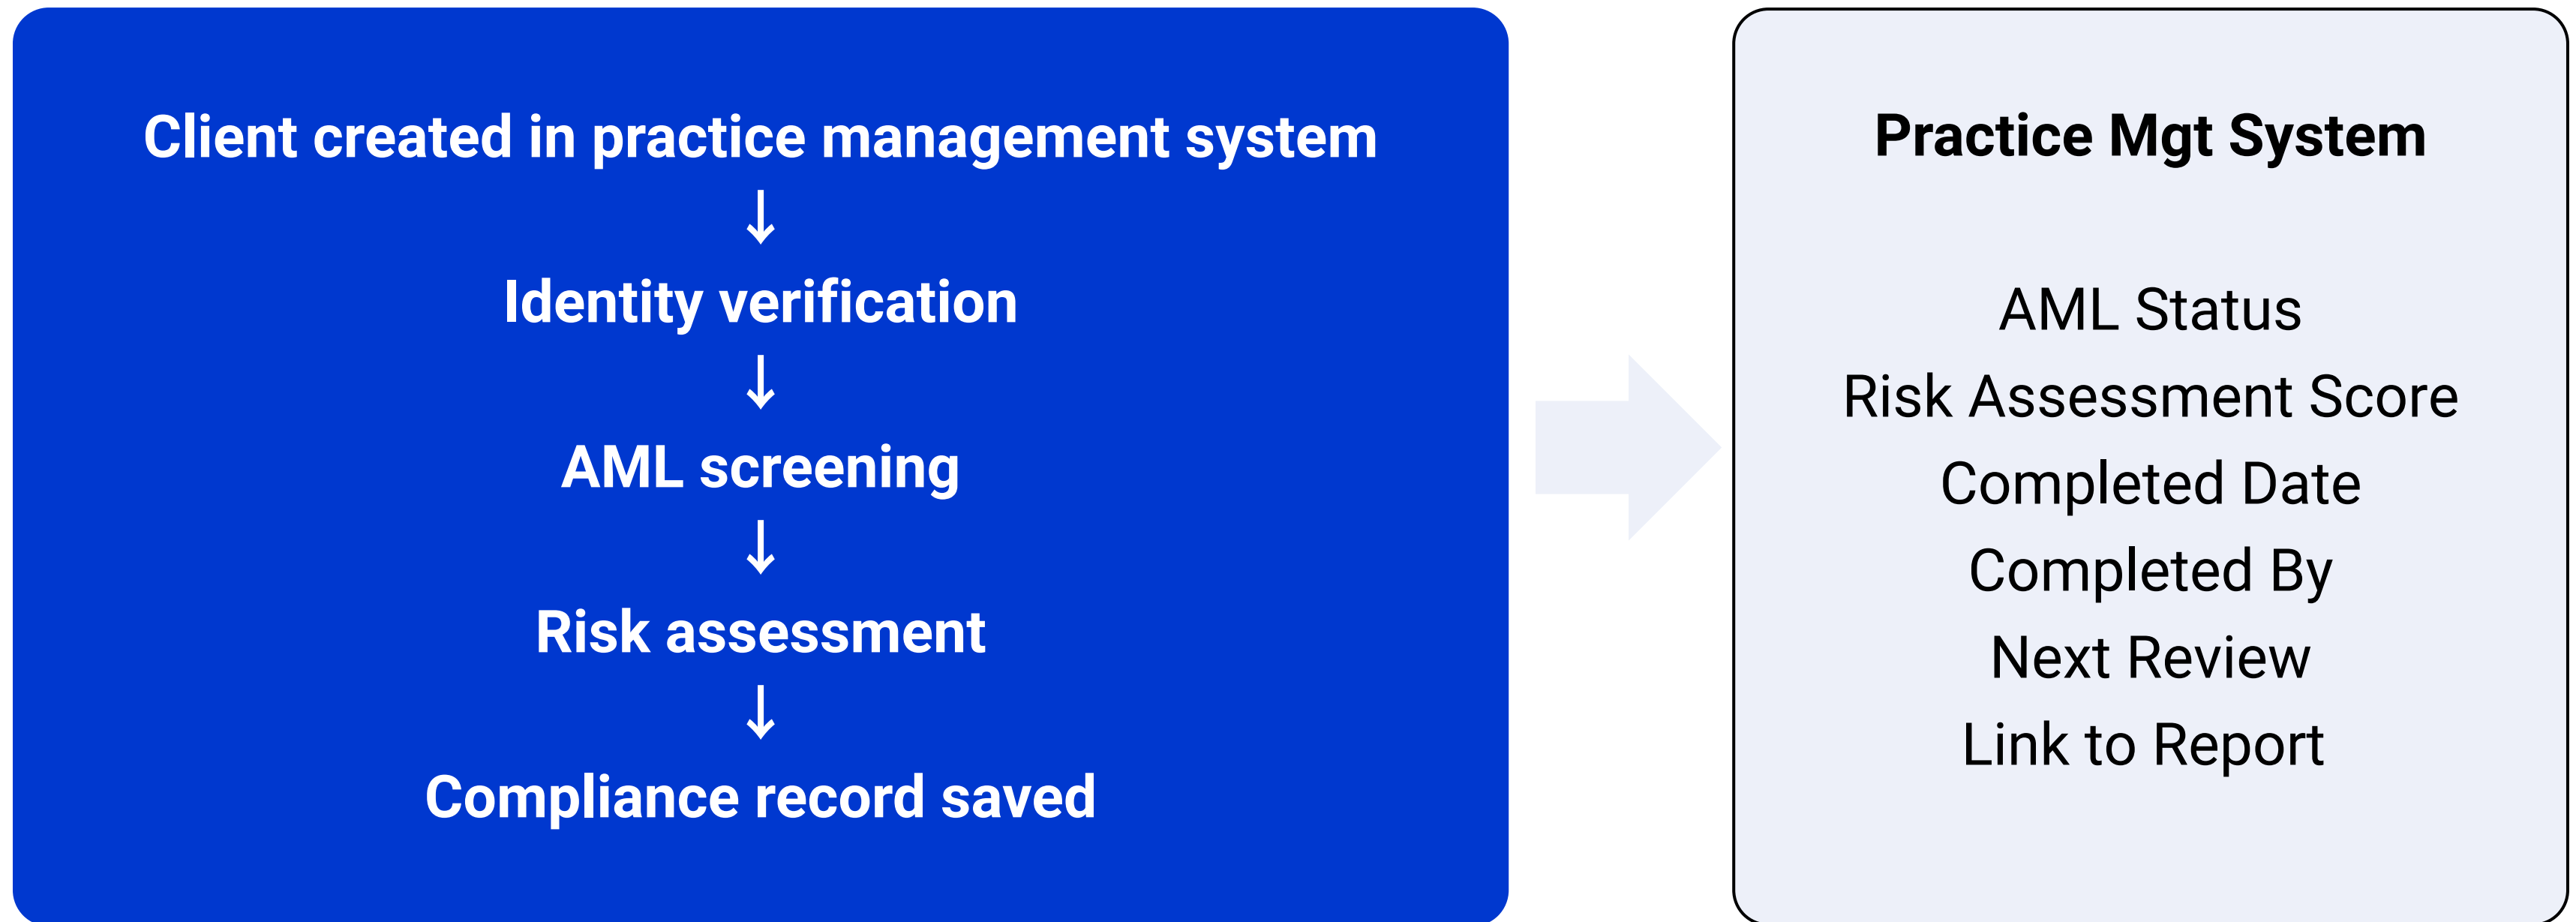 Client created in practice management system
↓
Identity verification
↓
AML screening
↓
Risk assessment
↓
Compliance record saved
Practice Mgt System
AML Status
Risk Assessment Score
Completed Date
Completed By
Next Review
Link to Report